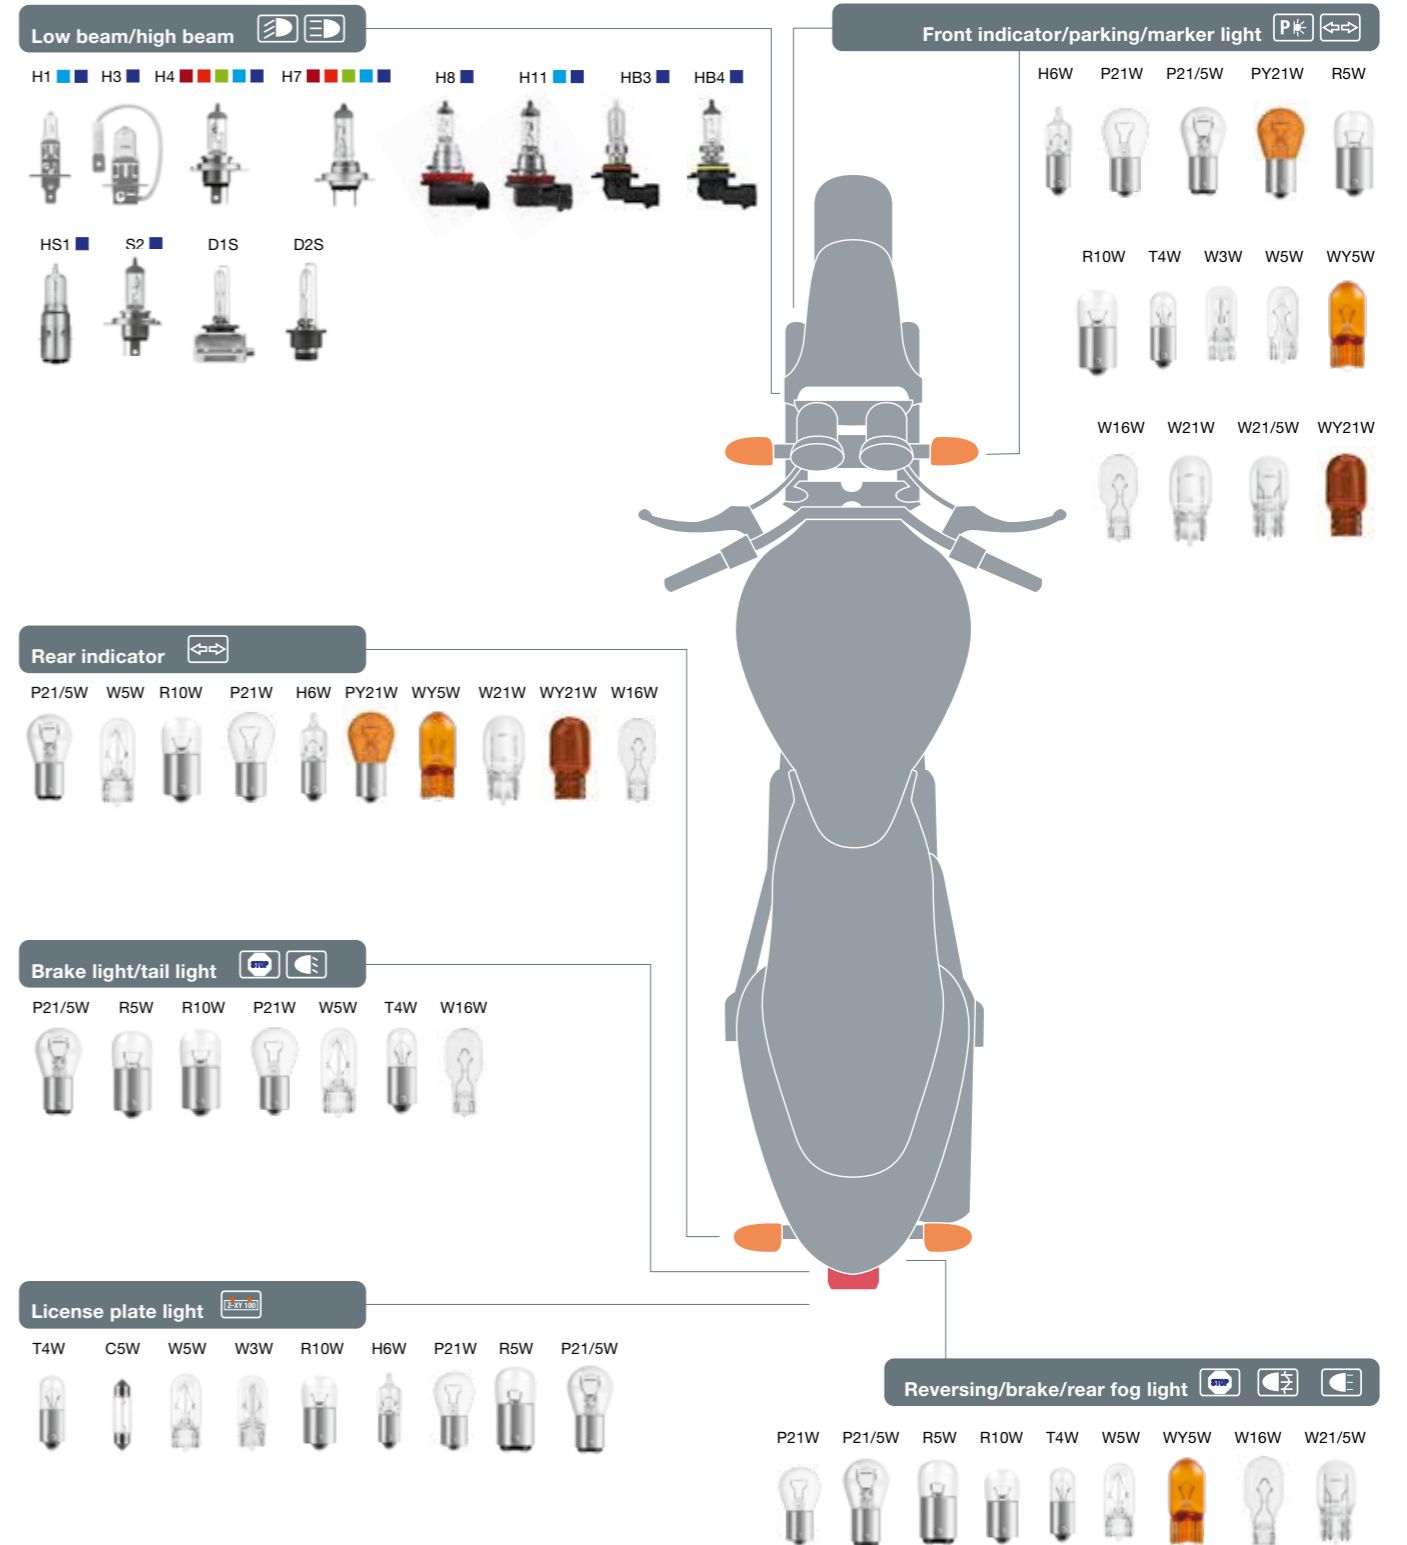 Low beam/high beam
H1 H3 H4 H7 H8 H11 HB3 HB4
HS1 S2 D1S D2S
Front indicator/parking/marker light P
H6W P21W P21/5W PY21W R5W
R10W T4W W3W W5W WY5W
W16W W21W W21/5W WY21W
Rear indicator
P21/5W W5W R10W P21W H6W PY21W WY5W W21W WY21W W16W
Brake light/tail light STOP
P21/5W R5W R10W P21W W5W T4W W16W
License plate light Z-XY 100
T4W C5W W5W W3W R10W H6W P21W R5W P21/5W
Reversing/brake/rear fog light STOP
P21W P21/5W R5W R10W T4W W5W WY5W W16W W21/5W